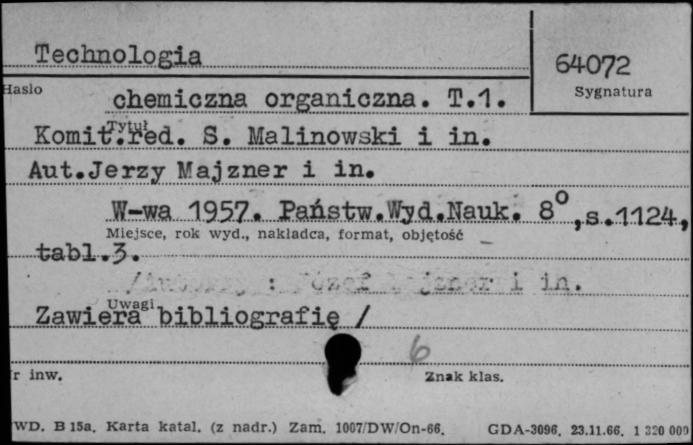 Technologia
64072
Sygnatura
Hasło
chemiczna organiczna. T.1.
Tytuł
Komit.red. S. Malinowski i in.
Aut.Jerzy Majzner i in.
W-wa 1957. Państw.Wyd.Nauk. 8°,s.1124,
Miejsce, rok wyd., nakładca, format, objętość
tabl.3.
: i in.
Uwagi
Zawiera bibliografię /
6
r inw.
Znak klas.
WD. B 15a. Karta katal. (z nadr.) Zam. 1007/DW/On-66. GDA-3096, 23.11.66. 1 320 000